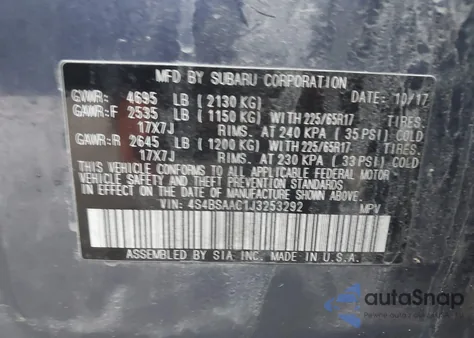 MFD BY SUBARU CORPORATION
GVWR: 4695 LB (2130 KG) DATE: 10/17
GAWR:F 2535 LB (1150 KG) WITH 225/65R17 TIRES,
17X7J RIMS, AT 240 KPA (35 PSI) COLD
GAWR:R 2645 LB (1200 KG) WITH 225/65R17 TIRES,
17X7J RIMS, AT 230 KPA (33 PSI) COLD
THIS VEHICLE CONFORMS TO ALL APPLICABLE FEDERAL MOTOR
VEHICLE SAFETY AND THEFT PREVENTION STANDARDS
IN EFFECT ON THE DATE OF MANUFACTURE SHOWN ABOVE.
VIN: 4S4BSAAC1J3253292 MPV
ASSEMBLED BY SIA, INC. MADE IN U.S.A.
autoSnap